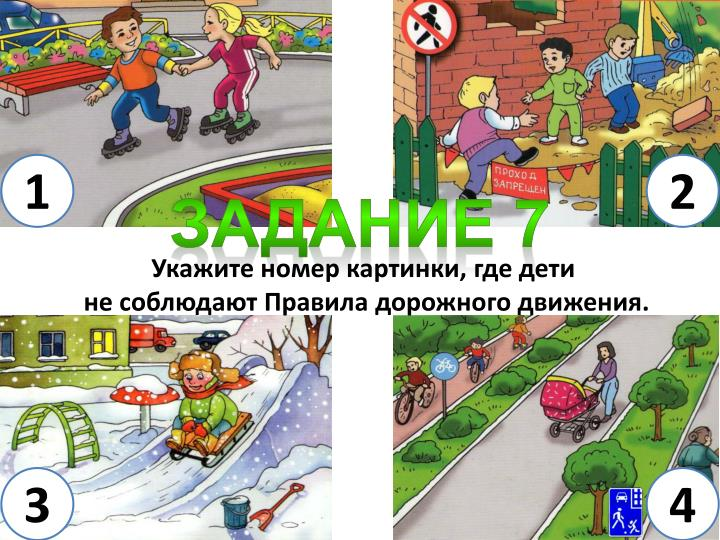 1
2
ПРОХОД
ЗАПРЕЩЕН
ЗАДАНИЕ 7
Укажите номер картинки, где дети
не соблюдают Правила дорожного движения.
3
4